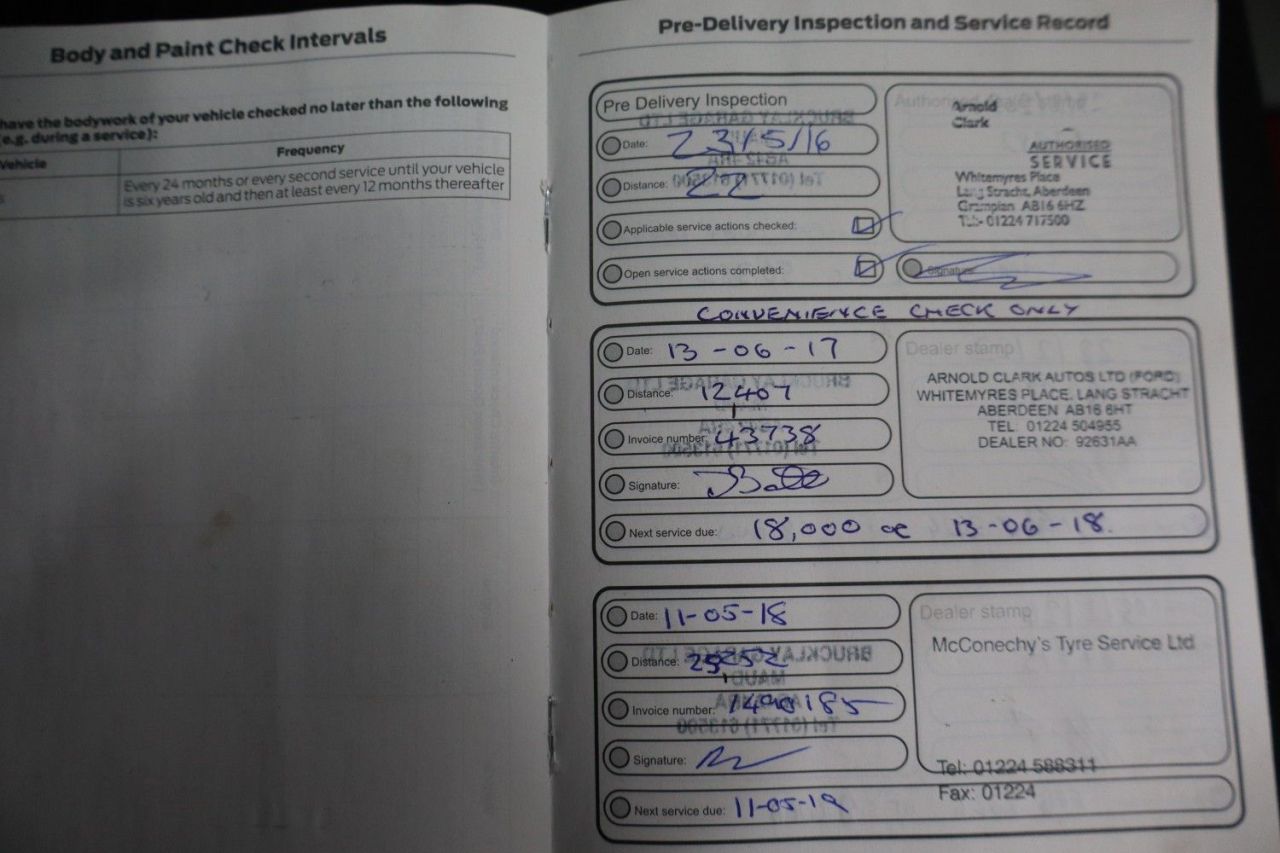 Body and Paint Check Intervals
have the bodywork of your vehicle checked no later than the following
(e.g. during a service):
Vehicle
Frequency
Every 24 months or every second service until your vehicle
is six years old and then at least every 12 months thereafter
Pre-Delivery Inspection and Service Record
Pre Delivery Inspection
Date: 23/5/16
Distance: 22
Applicable service actions checked:
Open service actions completed:
Arnold
Clark
AUTHORISED
SERVICE
Whitemyres Place
Lang Stracht, Aberdeen
Grampian AB16 6HZ
Tel:- 01224 717500
Signature
CONVENIENCE CHECK ONLY
Date: 13-06-17
Distance: 12407
Invoice number: 43738
Signature:
Next service due: 18,000 or 13-06-18.
Dealer stamp
ARNOLD CLARK AUTOS LTD (FORD)
WHITEMYRES PLACE, LANG STRACHT
ABERDEEN AB16 6HT
TEL: 01224 504955
DEALER NO: 92631AA
Date: 11-05-18
Distance: 25252
Invoice number: 1490185
Signature:
Next service due: 11-05-19
Dealer stamp
McConechy's Tyre Service Ltd
Tel: 01224 588311
Fax: 01224